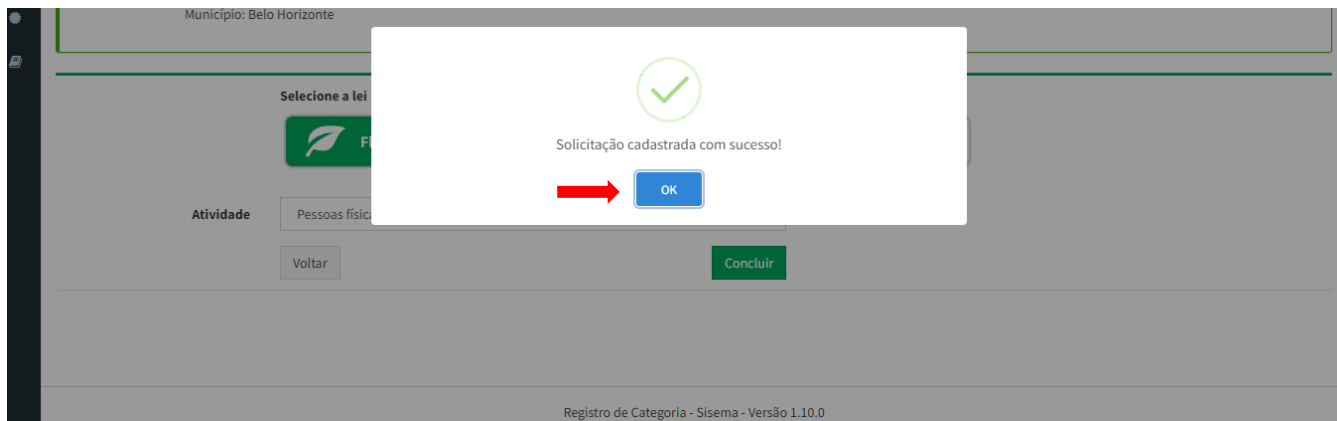 Município: Belo Horizonte
Selecione a lei
Solicitação cadastrada com sucesso!
OK
Atividade
Pessoas
Voltar
Concluir
Registro de Categoria - Sisema - Versão 1.10.0